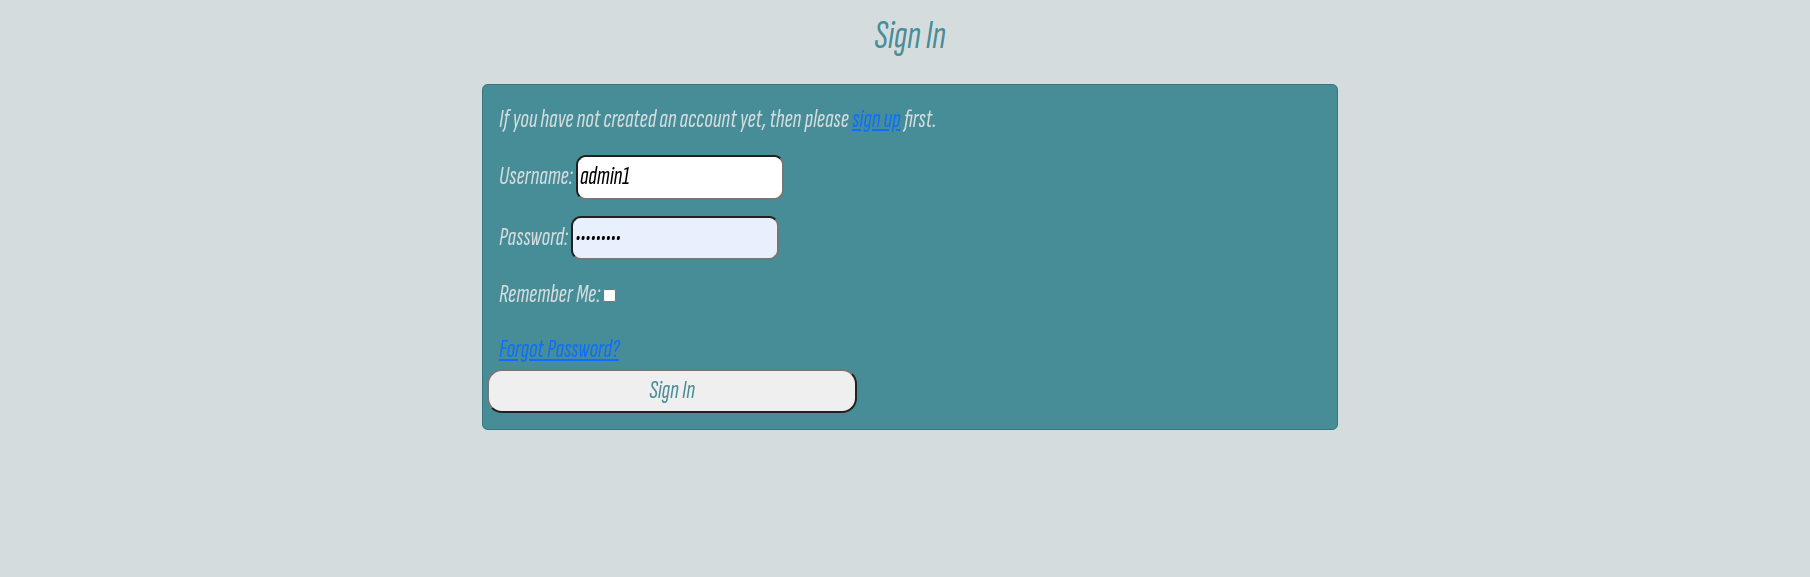 Sign In
If you have not created an account yet, then please sign up first.
Username: admin1
Password: •••••••••
Remember Me:
Forgot Password?
Sign In